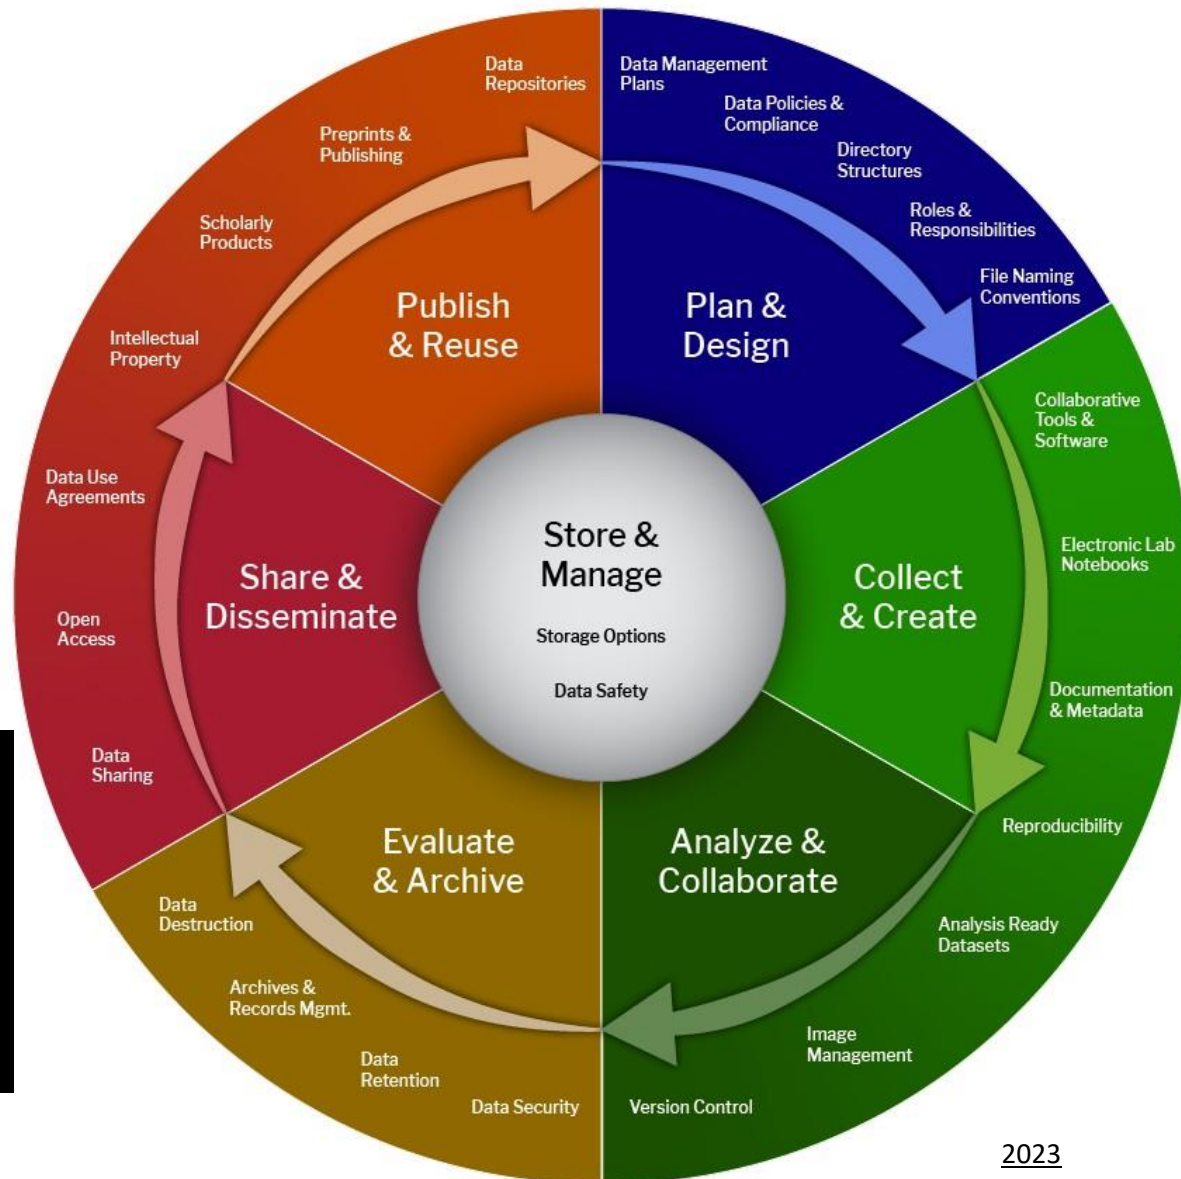 Data
Repositories
Data Management
Plans
Data Policies &
Compliance
Directory
Structures
Roles &
Responsibilities
File Naming
Conventions
Plan &
Design
Collaborative
Tools &
Software
Electronic Lab
Notebooks
Documentation
& Metadata
Collect
& Create
Reproducibility
Analysis Ready
Datasets
Image
Management
Version Control
Analyze &
Collaborate
Data Security
Data
Retention
Archives &
Records Mgmt.
Data
Destruction
Evaluate
& Archive
Data
Sharing
Open
Access
Data Use
Agreements
Share &
Disseminate
Intellectual
Property
Scholarly
Products
Preprints &
Publishing
Publish
& Reuse
Store &
Manage
Storage Options
Data Safety
2023